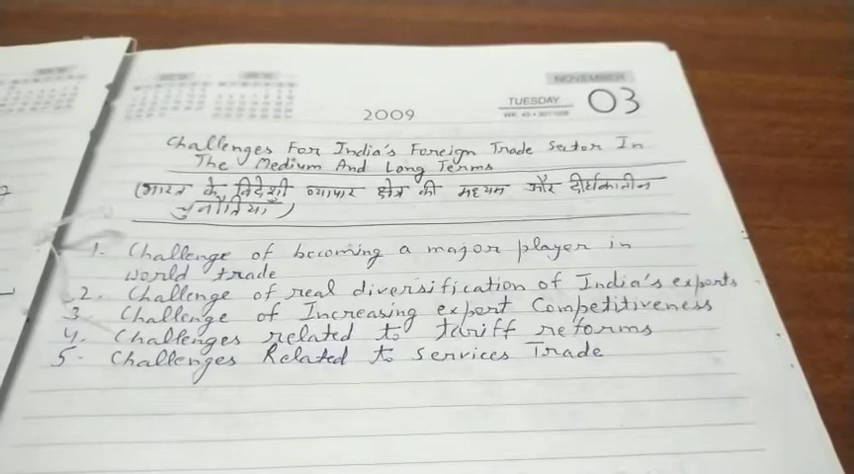 NOVEMBER
2009
TUESDAY 03
Challenges For India's Foreign Trade Sector In
The Medium And Long Terms
(भारत के विदेशी व्यापार क्षेत्र की मध्यम और दीर्घकालीन
चुनौतियाँ)
1. Challenge of becoming a major player in
world trade
2. Challenge of real diversification of India's exports
3. Challenge of Increasing export Competitiveness
4. Challenges related to tariff reforms
5. Challenges Related to Services Trade